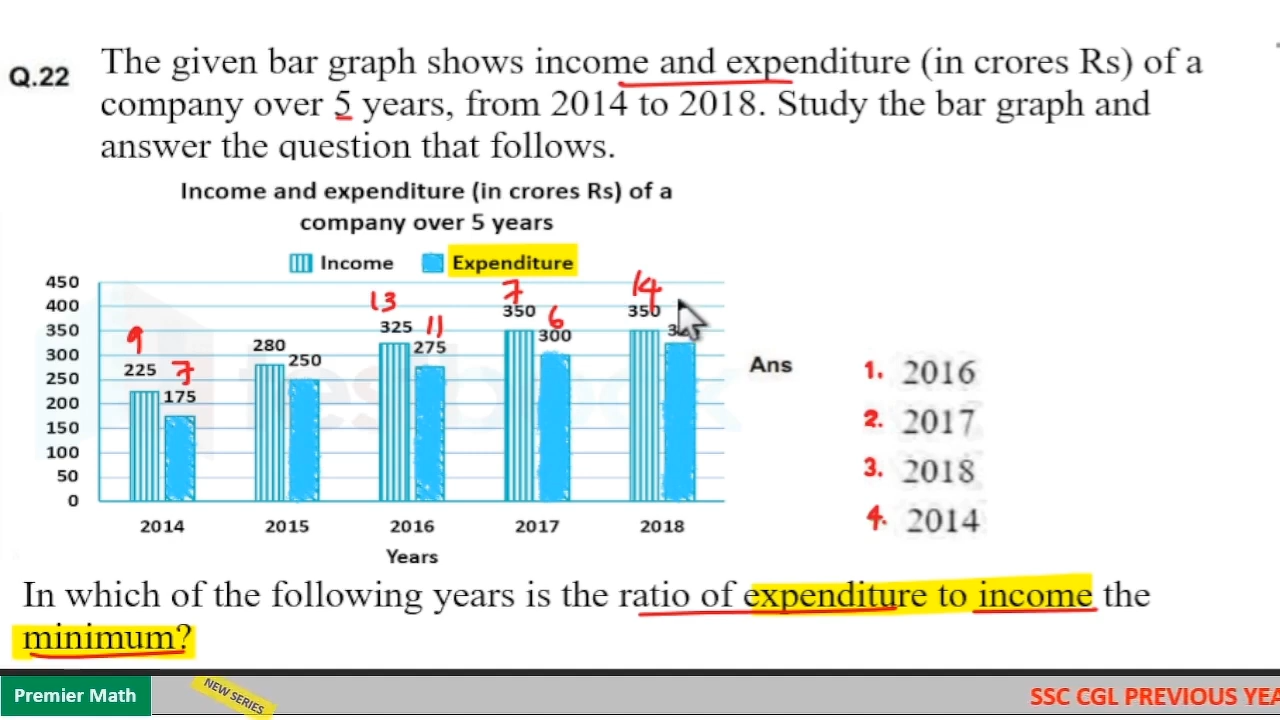 Q.22
The given bar graph shows income and expenditure (in crores Rs) of a
company over 5 years, from 2014 to 2018. Study the bar graph and
answer the question that follows.
Income and expenditure (in crores Rs) of a
company over 5 years
Income Expenditure
450
400
350
300
250
200
150
100
50
0
9
225
7
175
280
250
13
325
11
275
7
350
6
300
14
350
2014 2015 2016 2017 2018
Years
Ans
1. 2016
2. 2017
3. 2018
4. 2014
In which of the following years is the ratio of expenditure to income the
minimum?
Premier Math
NEW SERIES
SSC CGL PREVIOUS YEA